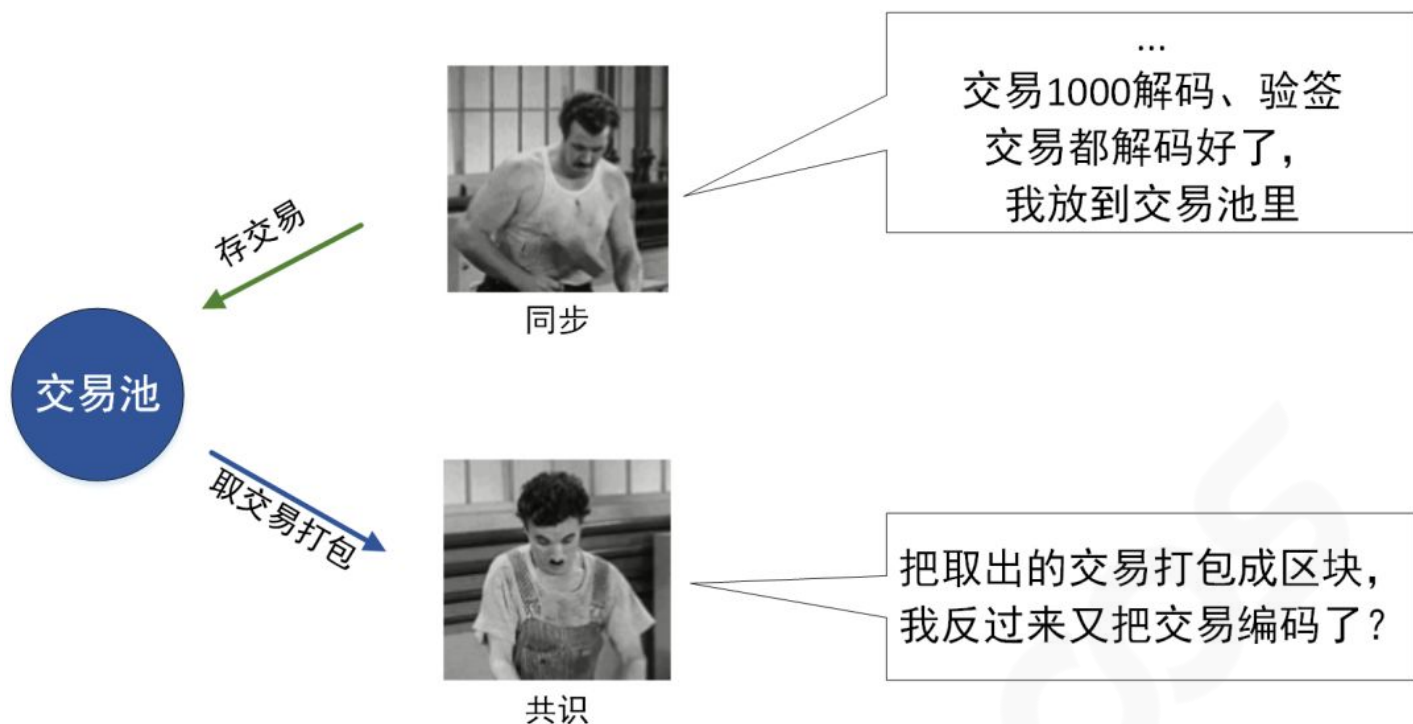 ...
交易1000解码、验签
交易都解码好了，
我放到交易池里
存交易
同步
交易池
取交易打包
把取出的交易打包成区块，
我反过来又把交易编码了？
共识